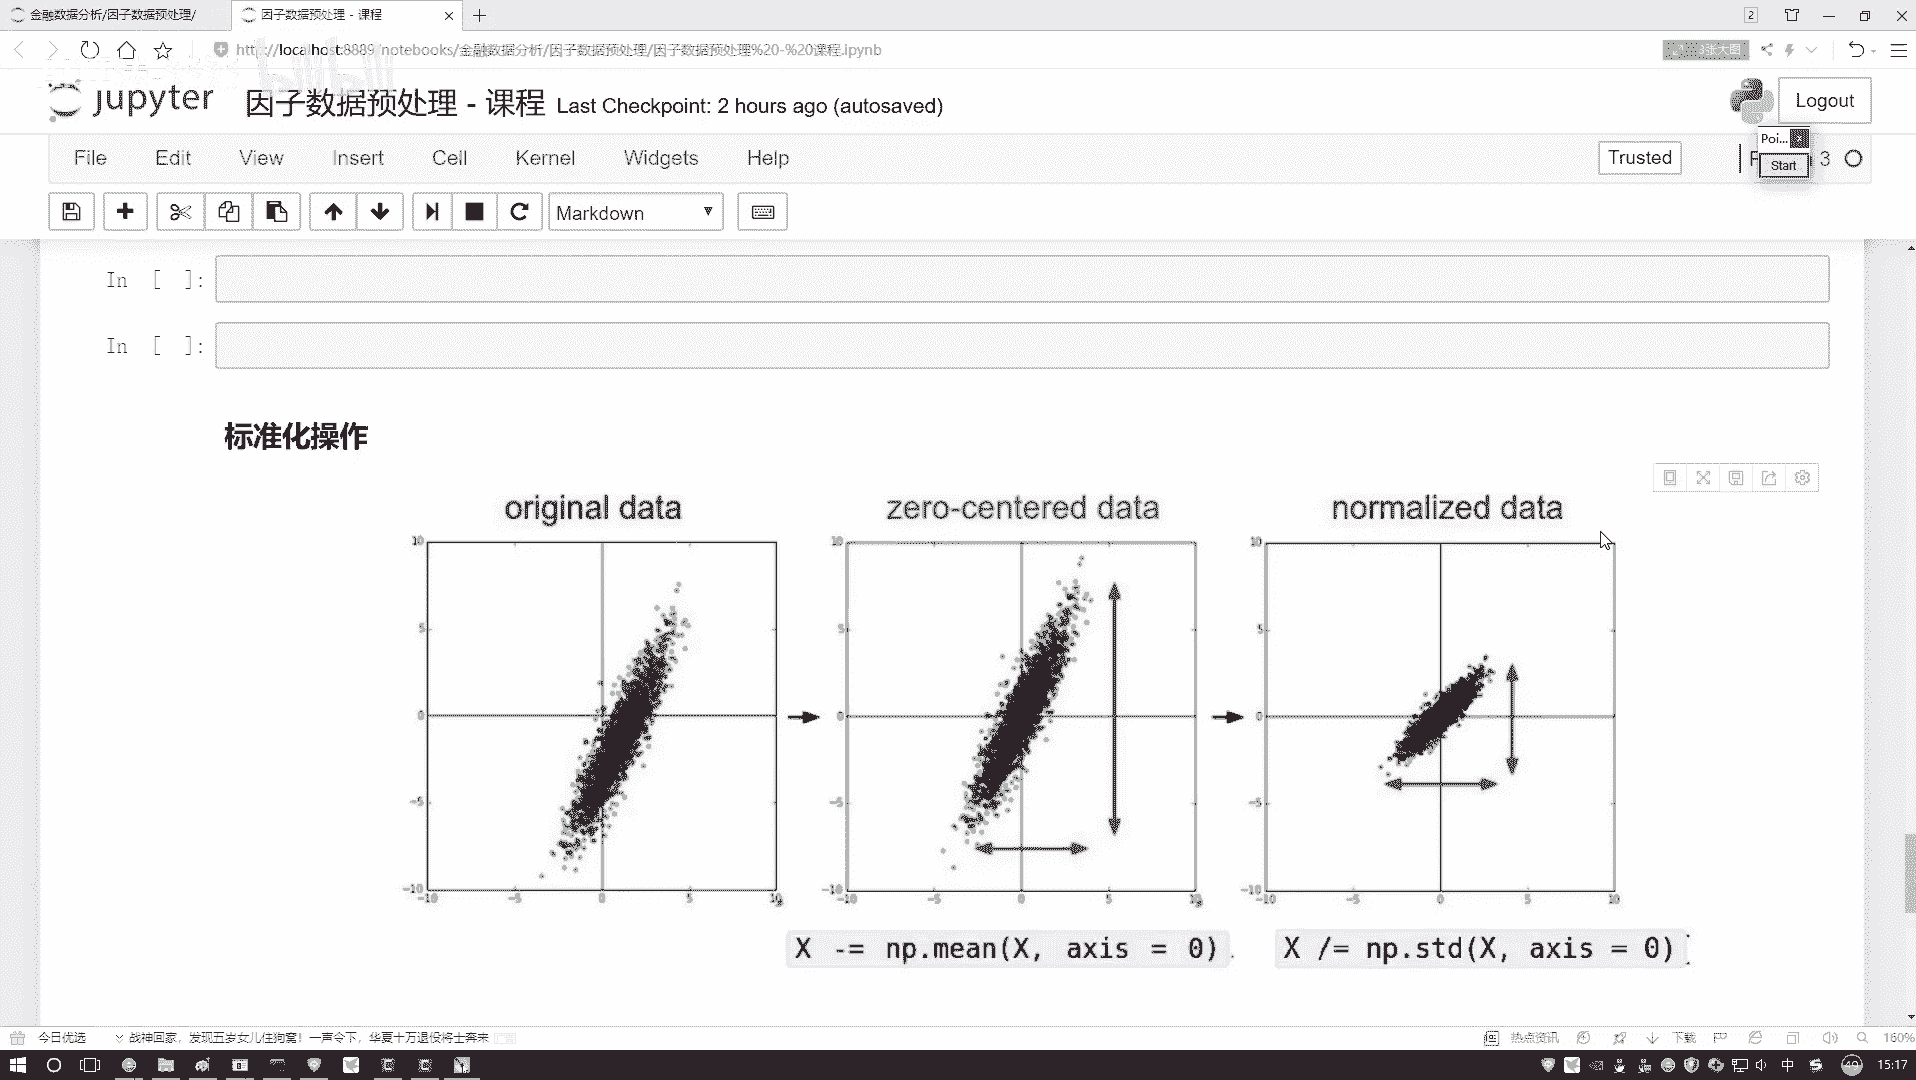 金融数据分析/因子数据预处理/
因子数据预处理 - 课程
2
http://localhost:8889/notebooks/金融数据分析/因子数据预处理/因子数据预处理%20-%20课程.ipynb
bilibili
jupyter
因子数据预处理 - 课程
Last Checkpoint: 2 hours ago (autosaved)
Logout
File Edit View Insert Cell Kernel Widgets Help
Trusted
3
Poi...
Start
Markdown
In [ ]:
In [ ]:
标准化操作
original data
zero-centered data
normalized data
10 5 0 -5 -10
-10 -5 0 5 10
10 5 0 -5 -10
-10 -5 0 5 10
10 5 0 -5 -10
-10 -5 0 5 10
X -= np.mean(X, axis = 0)
X /= np.std(X, axis = 0)
今日优选
战神回家，发现五岁女儿住狗窝！一声令下，华夏十万退役将士奔来
热点资讯
下载
160%
中
49
15:17